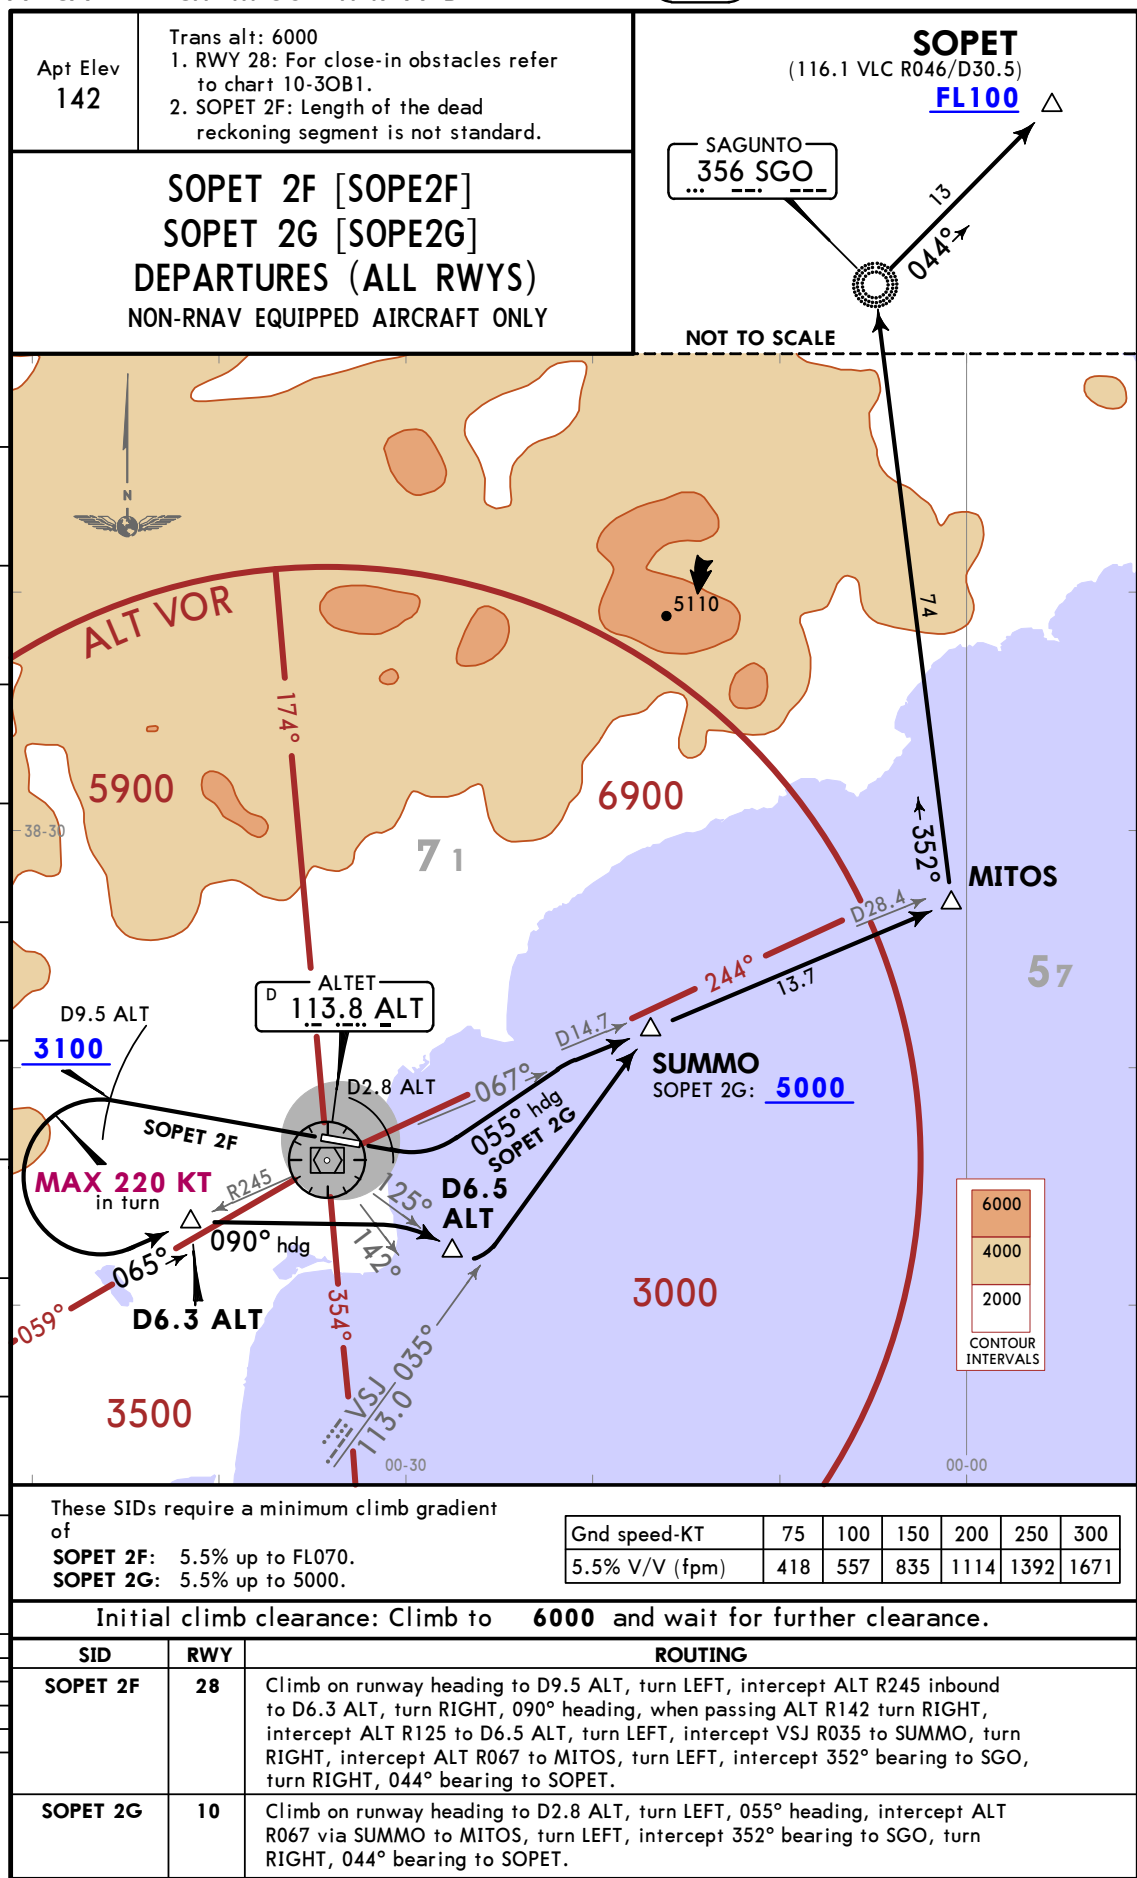 Apt Elev
142
Trans alt: 6000
1. RWY 28: For close-in obstacles refer
to chart 10-3OB1.
2. SOPET 2F: Length of the dead
reckoning segment is not standard.
SOPET 2F [SOPE2F]
SOPET 2G [SOPE2G]
DEPARTURES (ALL RWYS)
NON-RNAV EQUIPPED AIRCRAFT ONLY
SOPET
(116.1 VLC R046/D30.5)
FL100
SAGUNTO
356 SGO
13
044°
NOT TO SCALE
N
ALT VOR
5110
74
174°
5900
6900
38-30
71
352°
MITOS
D28.4
57
244°
13.7
D9.5 ALT
3100
ALTET
D 113.8 ALT
D14.7
SUMMO
SOPET 2G: 5000
D2.8 ALT
067°
055° hdg
SOPET 2G
SOPET 2F
MAX 220 KT
in turn
R245
125°
D6.5
ALT
142°
090° hdg
065°
D6.3 ALT
059°
354°
3000
6000
4000
2000
CONTOUR
INTERVALS
035°
VSJ
113.0
3500
00-30
00-00
These SIDs require a minimum climb gradient
of
SOPET 2F: 5.5% up to FL070.
SOPET 2G: 5.5% up to 5000.
Gnd speed-KT 75 100 150 200 250 300
5.5% V/V (fpm) 418 557 835 1114 1392 1671
Initial climb clearance: Climb to 6000 and wait for further clearance.
SID RWY ROUTING
SOPET 2F 28 Climb on runway heading to D9.5 ALT, turn LEFT, intercept ALT R245 inbound
to D6.3 ALT, turn RIGHT, 090° heading, when passing ALT R142 turn RIGHT,
intercept ALT R125 to D6.5 ALT, turn LEFT, intercept VSJ R035 to SUMMO, turn
RIGHT, intercept ALT R067 to MITOS, turn LEFT, intercept 352° bearing to SGO,
turn RIGHT, 044° bearing to SOPET.
SOPET 2G 10 Climb on runway heading to D2.8 ALT, turn LEFT, 055° heading, intercept ALT
R067 via SUMMO to MITOS, turn LEFT, intercept 352° bearing to SGO, turn
RIGHT, 044° bearing to SOPET.